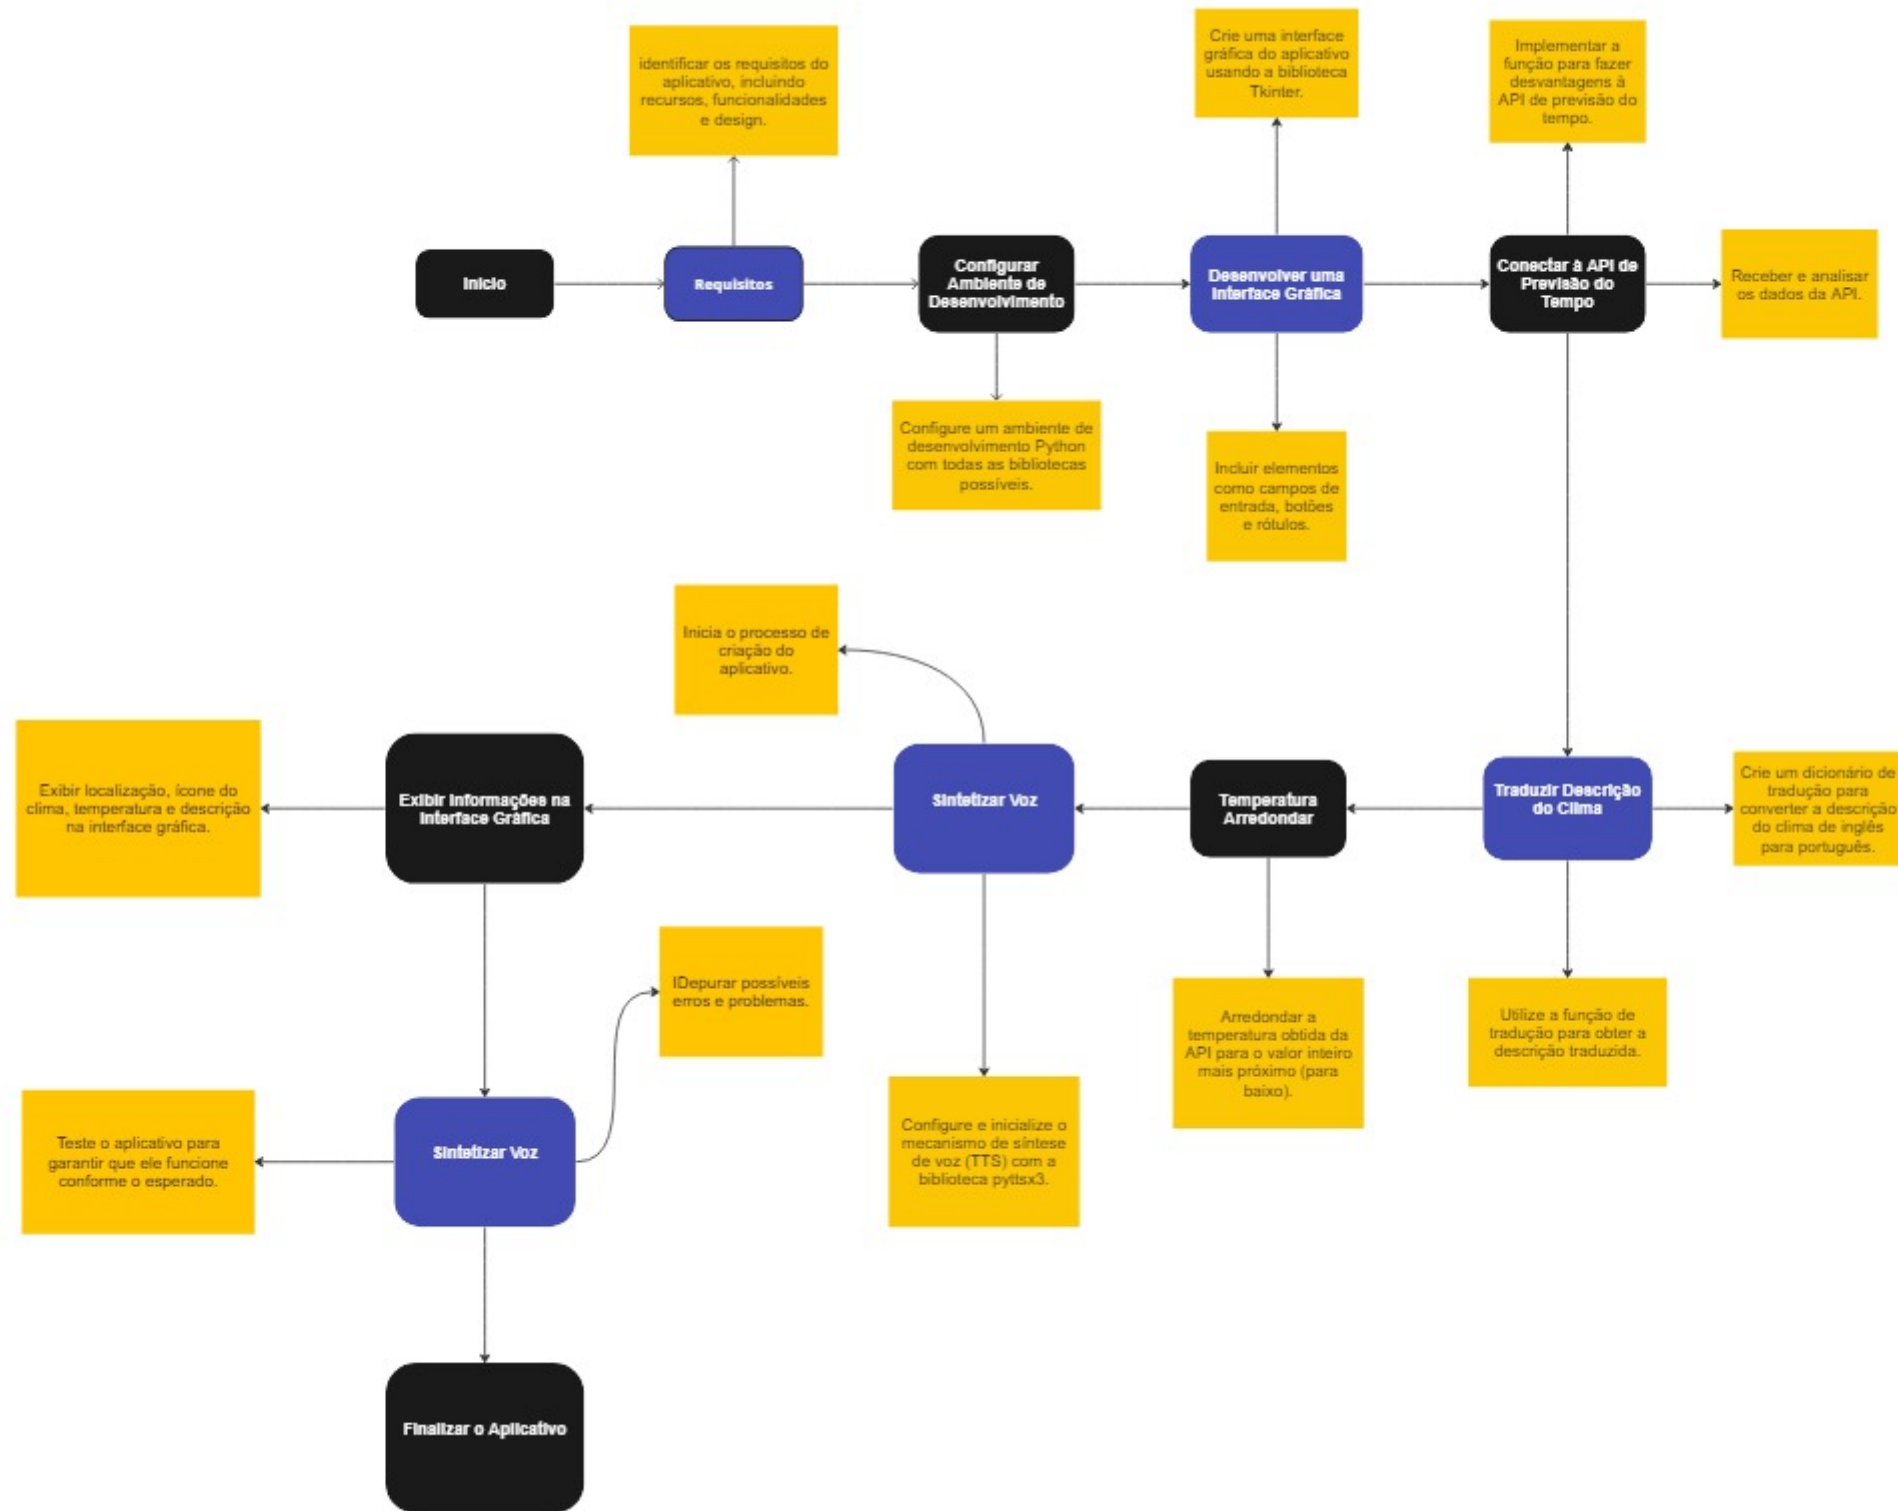 identificar os requisitos do
aplicativo, incluindo
recursos, funcionalidades
e design.
Crie uma interface
gráfica do aplicativo
usando a biblioteca
Tkinter.
Implementar a
função para fazer
desvantagens à
API de previsão do
tempo.
Inicio
Requisitos
Configurar
Ambiente de
Desenvolvimento
Desenvolver uma
Interface Gráfica
Conectar à API de
Previsão do
Tempo
Receber e analisar
os dados da API.
Configure um ambiente de
desenvolvimento Python
com todas as bibliotecas
possíveis.
Incluir elementos
como campos de
entrada, botões
e rótulos.
Inicia o processo de
criação do
aplicativo.
Exibir localização, ícone do
clima, temperatura e descrição
na interface gráfica.
Exibir Informações na
Interface Gráfica
Sintetizar Voz
Temperatura
Arredondar
Traduzir Descrição
do Clima
Crie um dicionário de
tradução para
converter a descrição
do clima de inglês
para português.
IDepurar possíveis
erros e problemas.
Arredondar a
temperatura obtida da
API para o valor inteiro
mais próximo (para
baixo).
Utilize a função de
tradução para obter a
descrição traduzida.
Teste o aplicativo para
garantir que ele funcione
conforme o esperado.
Sintetizar Voz
Configure e inicialize o
mecanismo de síntese
de voz (TTS) com a
biblioteca pyttsx3.
Finalizar o Aplicativo